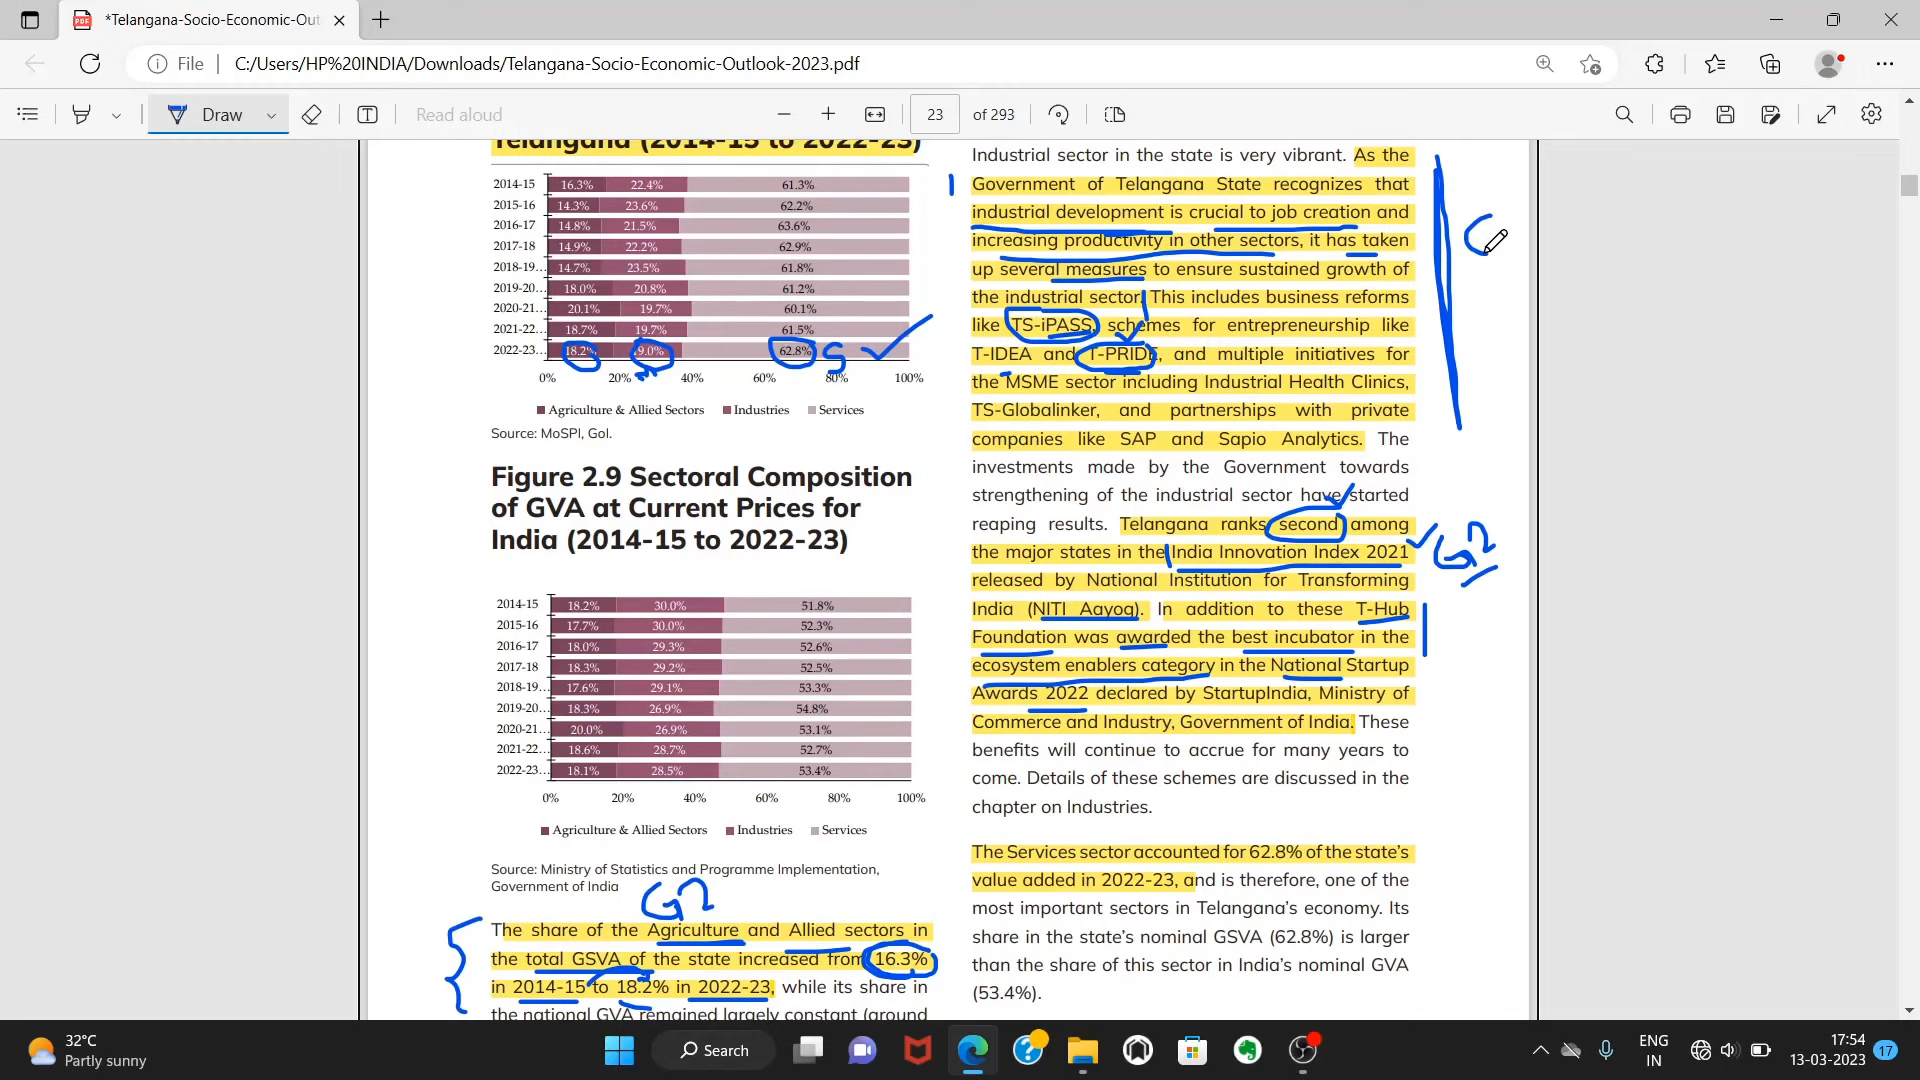 *Telangana-Socio-Economic-Out
File
C:/Users/HP%20INDIA/Downloads/Telangana-Socio-Economic-Outlook-2023.pdf
Draw
Read aloud
23
of 293
Telangana (2014-15 to 2022-23)
2014-15 16.3% 22.4% 61.3%
2015-16 14.3% 23.6% 62.2%
2016-17 14.8% 21.5% 63.6%
2017-18 14.9% 22.2% 62.9%
2018-19... 14.7% 23.5% 61.8%
2019-20... 18.0% 20.8% 61.2%
2020-21... 20.1% 19.7% 60.1%
2021-22... 18.7% 19.7% 61.5%
2022-23... 18.2% 19.0% 62.8% S
0% 20% 40% 60% 80% 100%
Agriculture & Allied Sectors Industries Services
Source: MoSPI, GoI.
Figure 2.9 Sectoral Composition
of GVA at Current Prices for
India (2014-15 to 2022-23)
2014-15 18.2% 30.0% 51.8%
2015-16 17.7% 30.0% 52.3%
2016-17 18.0% 29.3% 52.6%
2017-18 18.3% 29.2% 52.5%
2018-19... 17.6% 29.1% 53.3%
2019-20... 18.3% 26.9% 54.8%
2020-21... 20.0% 26.9% 53.1%
2021-22... 18.6% 28.7% 52.7%
2022-23... 18.1% 28.5% 53.4%
0% 20% 40% 60% 80% 100%
Agriculture & Allied Sectors Industries Services
Source: Ministry of Statistics and Programme Implementation,
Government of India
G2
The share of the Agriculture and Allied sectors in
the total GSVA of the state increased from 16.3%
in 2014-15 to 18.2% in 2022-23, while its share in
the national GVA remained largely constant (around
Industrial sector in the state is very vibrant. As the
Government of Telangana State recognizes that
industrial development is crucial to job creation and
increasing productivity in other sectors, it has taken
up several measures to ensure sustained growth of
the industrial sector. This includes business reforms
like TS-iPASS, schemes for entrepreneurship like
T-IDEA and T-PRIDE, and multiple initiatives for
the MSME sector including Industrial Health Clinics,
TS-Globalinker, and partnerships with private
companies like SAP and Sapio Analytics. The
investments made by the Government towards
strengthening of the industrial sector have started
reaping results. Telangana ranks second among
the major states in the India Innovation Index 2021
released by National Institution for Transforming
India (NITI Aayog). In addition to these T-Hub
Foundation was awarded the best incubator in the
ecosystem enablers category in the National Startup
Awards 2022 declared by StartupIndia, Ministry of
Commerce and Industry, Government of India. These
benefits will continue to accrue for many years to
come. Details of these schemes are discussed in the
chapter on Industries.
G2
The Services sector accounted for 62.8% of the state's
value added in 2022-23, and is therefore, one of the
most important sectors in Telangana's economy. Its
share in the state's nominal GSVA (62.8%) is larger
than the share of this sector in India's nominal GVA
(53.4%).
32°C
Partly sunny
Search
ENG
IN
17:54
13-03-2023
17